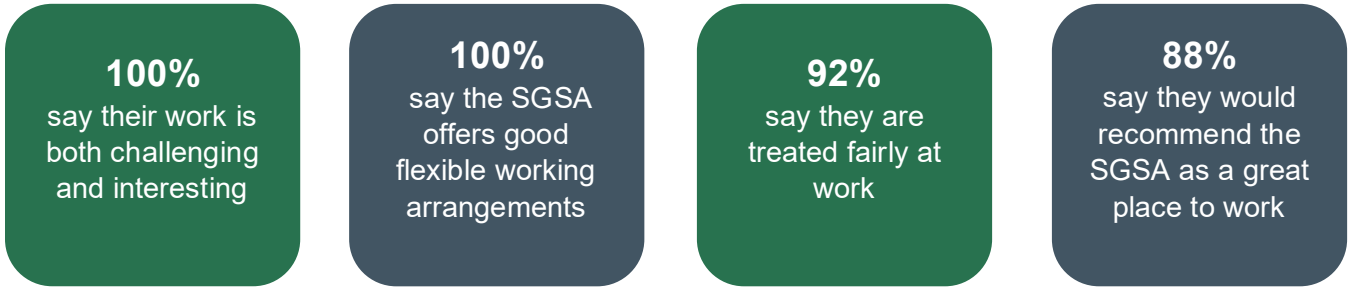 100%
say their work is
both challenging
and interesting
100%
say the SGSA
offers good
flexible working
arrangements
92%
say they are
treated fairly at
work
88%
say they would
recommend the
SGSA as a great
place to work